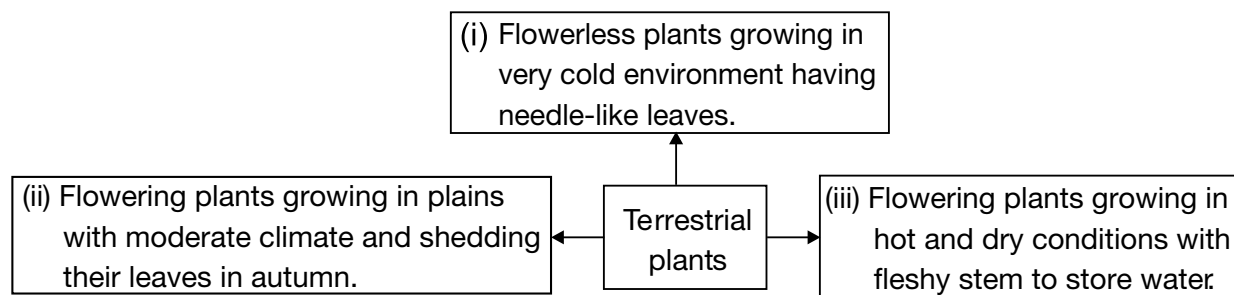 (i) Flowerless plants growing in
very cold environment having
needle-like leaves.
(ii) Flowering plants growing in plains
with moderate climate and shedding
their leaves in autumn.
Terrestrial
plants
(iii) Flowering plants growing in
hot and dry conditions with
fleshy stem to store water.